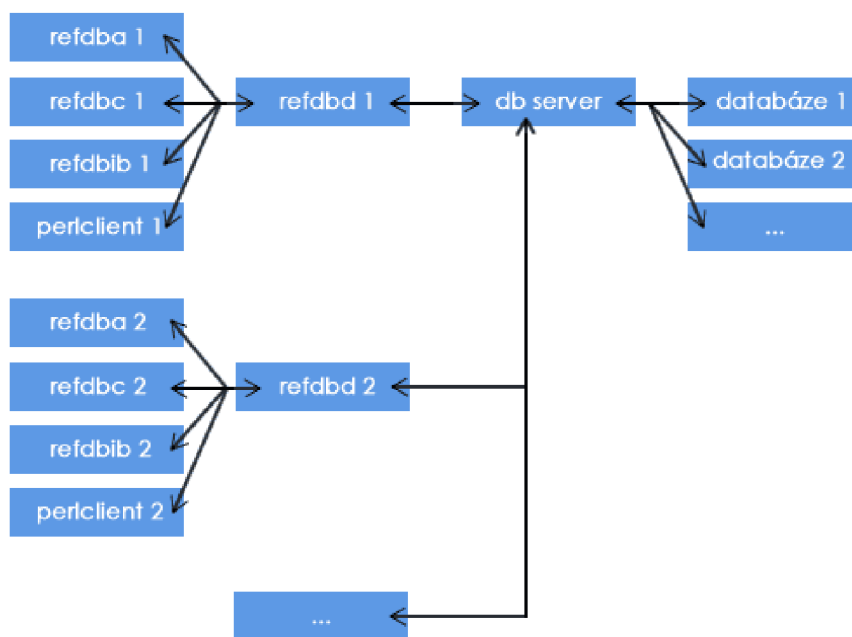 refdba 1
refdbc 1
refdbd 1
db server
databáze 1
refdbib 1
databáze 2
perlclient 1
...
refdba 2
refdbc 2
refdbd 2
refdbib 2
perlclient 2
...